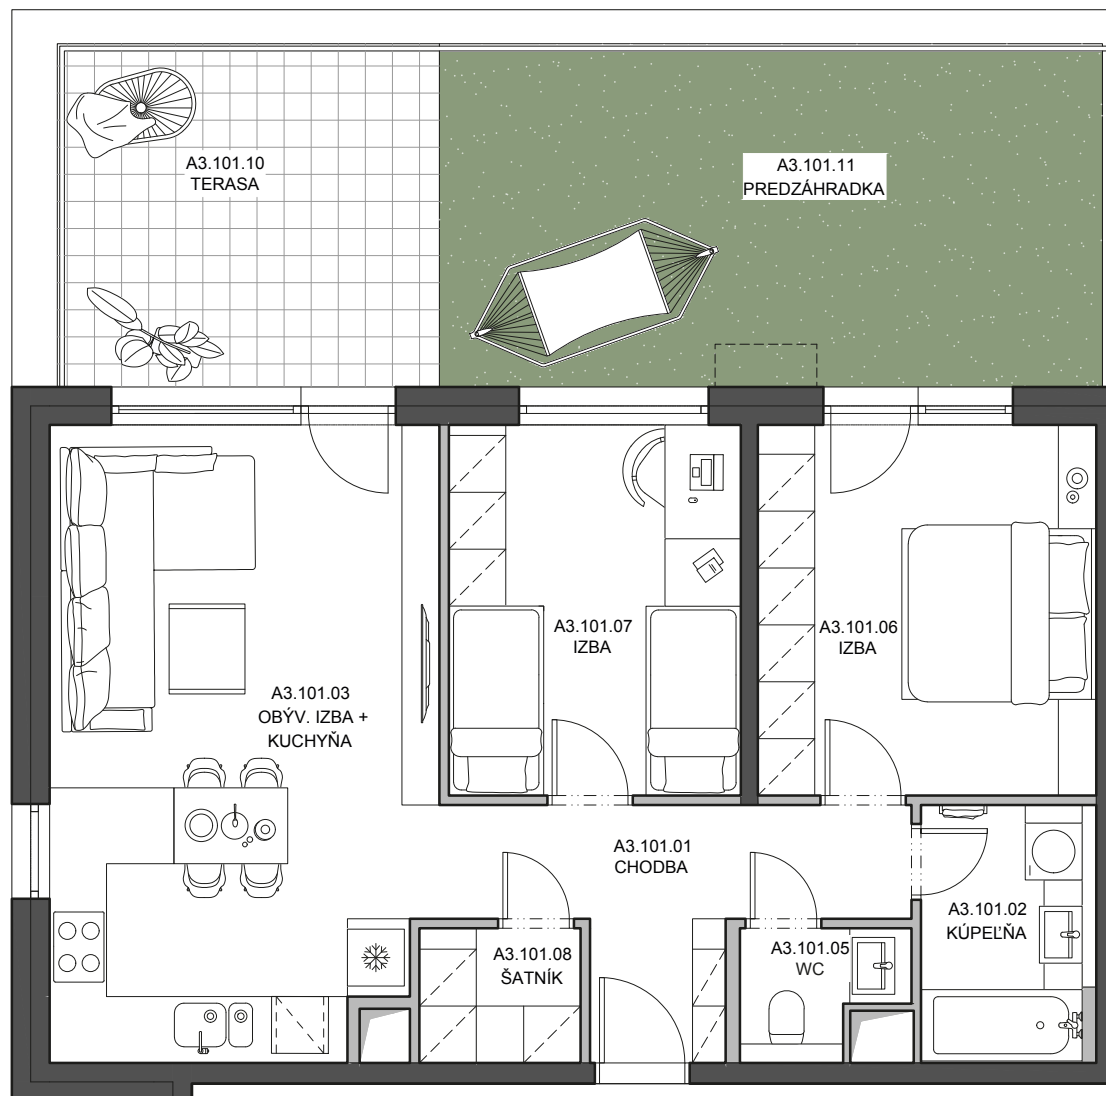 A3.101.10
TERASA
A3.101.11
PREDZÁHRADKA
A3.101.07
IZBA
A3.101.06
IZBA
A3.101.03
OBÝV. IZBA +
KUCHYŇA
A3.101.01
CHODBA
A3.101.02
KÚPEĽŇA
A3.101.08
ŠATNÍK
A3.101.05
WC